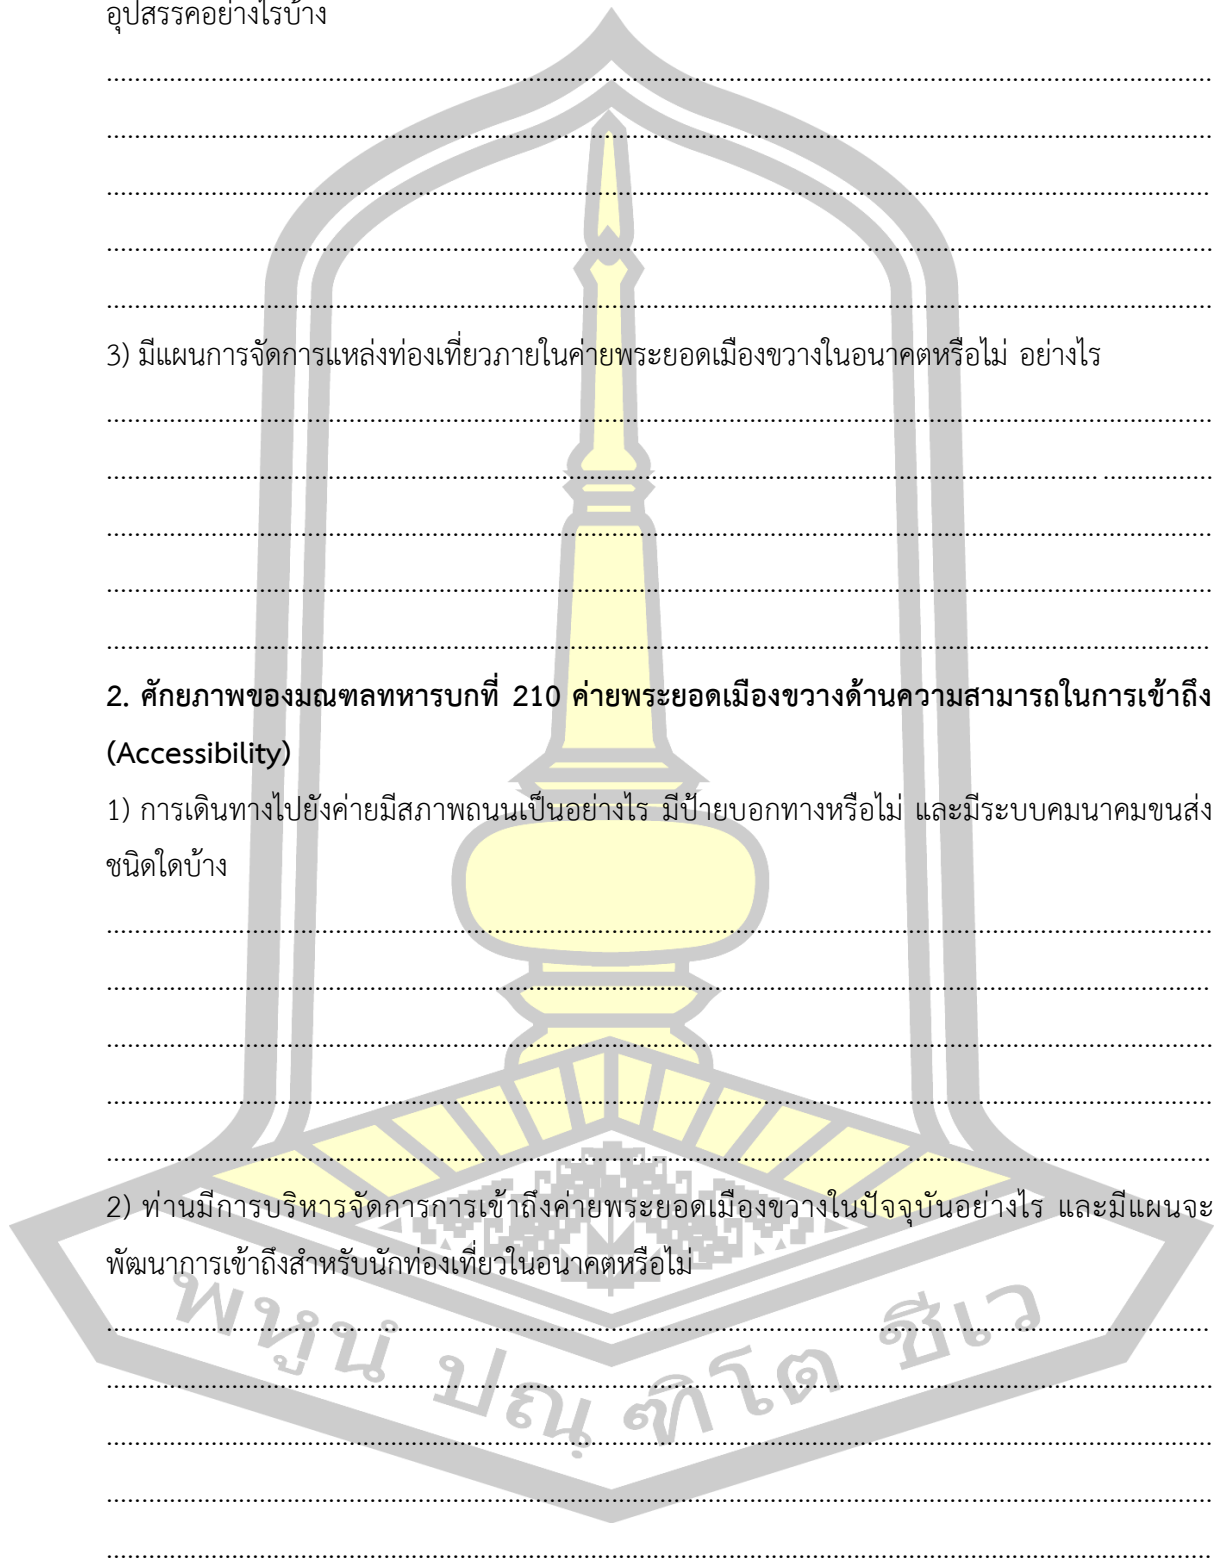 อุปสรรคอย่างไรบ้าง
................................................................................
................................................................................
................................................................................
................................................................................
................................................................................
3) มีแผนการจัดการแหล่งท่องเที่ยวภายในค่ายพระยอดเมืองขวางในอนาคตหรือไม่ อย่างไร
................................................................................
................................................................................
................................................................................
................................................................................
................................................................................
2. ศักยภาพของมณฑลทหารบกที่ 210 ค่ายพระยอดเมืองขวางด้านความสามารถในการเข้าถึง
(Accessibility)
1) การเดินทางไปยังค่ายมีสภาพถนนเป็นอย่างไร มีป้ายบอกทางหรือไม่ และมีระบบคมนาคมขนส่ง
ชนิดใดบ้าง
................................................................................
................................................................................
................................................................................
................................................................................
................................................................................
2) ท่านมีการบริหารจัดการการเข้าถึงค่ายพระยอดเมืองขวางในปัจจุบันอย่างไร และมีแผนจะ
พัฒนาการเข้าถึงสำหรับนักท่องเที่ยวในอนาคตหรือไม่
................................................................................
................................................................................
................................................................................
................................................................................
................................................................................
พหูนํ ปณฺฑิโต ชีเว